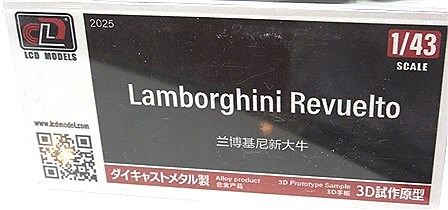 LCD MODELS
2025
1/43
SCALE
Lamborghini Revuelto
兰博基尼新大牛
www.lcdmodel.com
ダイキャストメタル製
Alloy product
合金产品
3D Prototype Sample
3D手板
3D試作原型